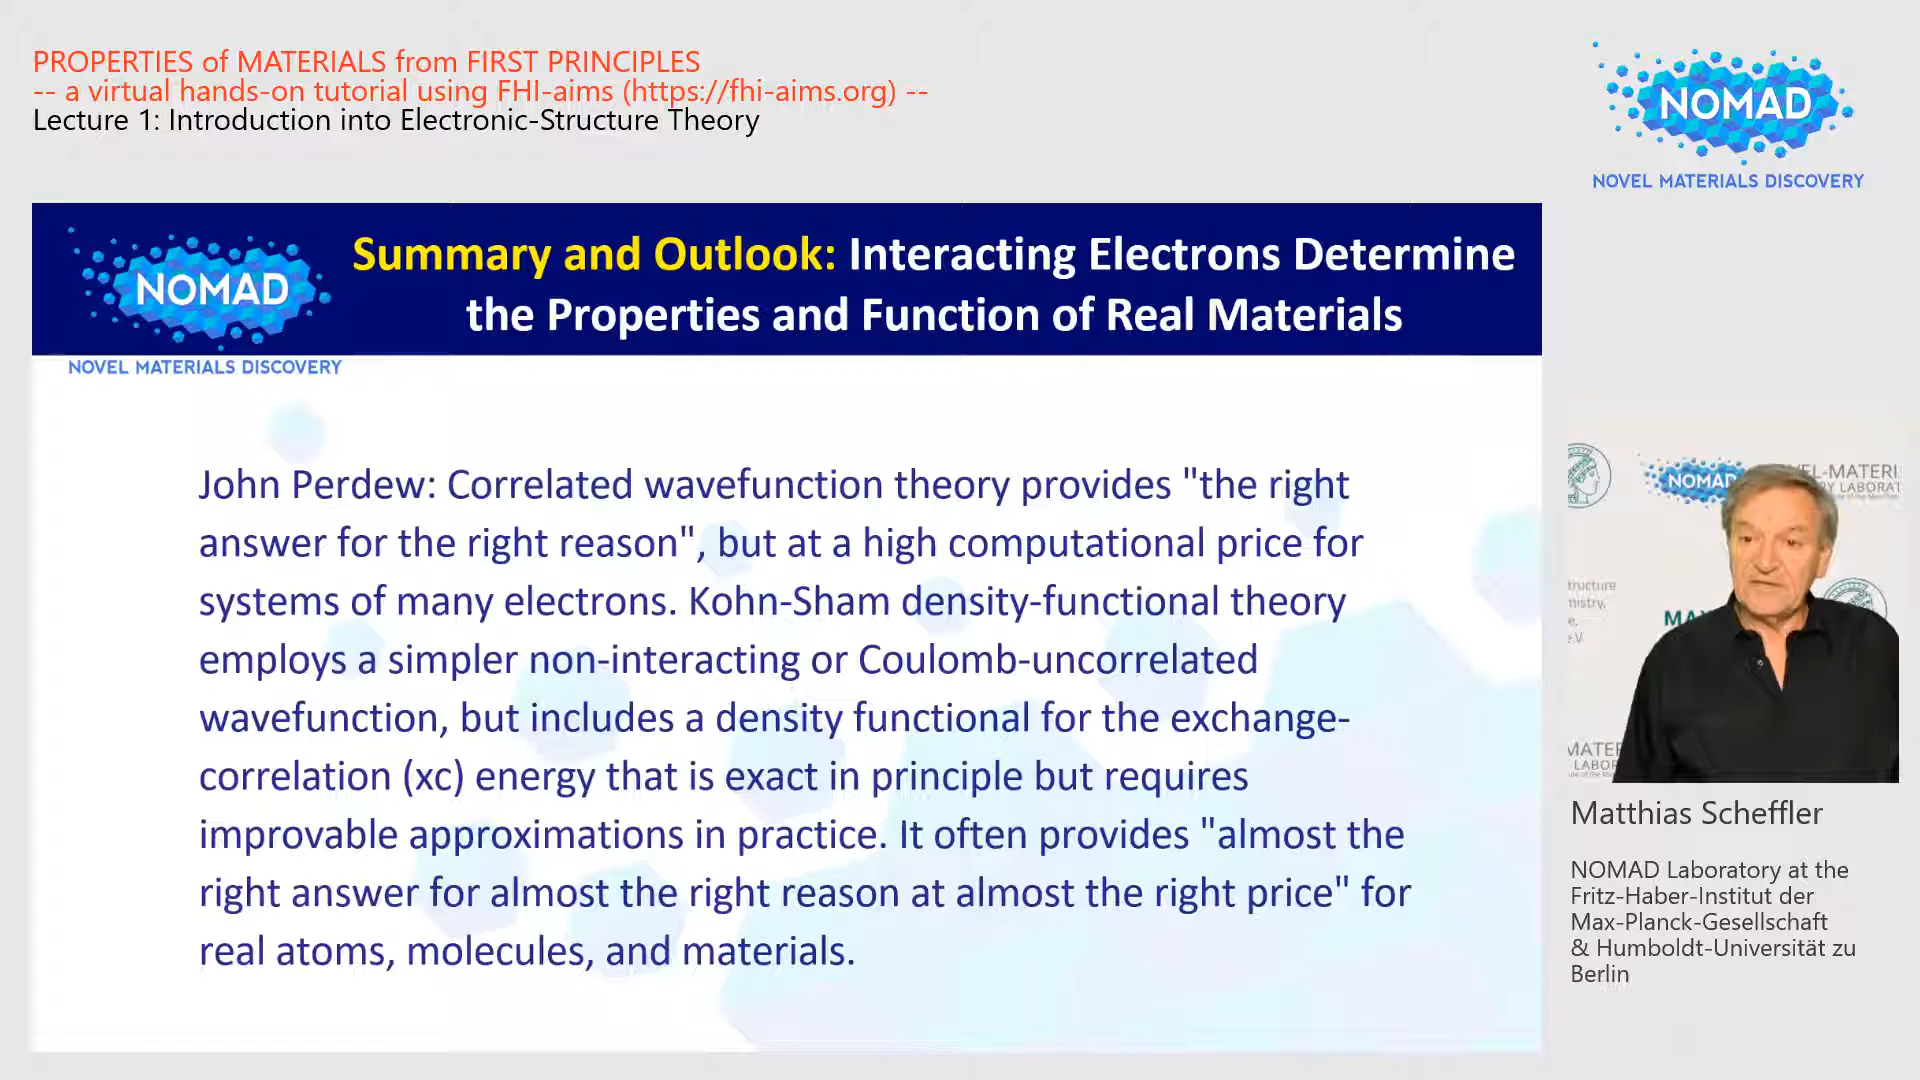 PROPERTIES of MATERIALS from FIRST PRINCIPLES
-- a virtual hands-on tutorial using FHI-aims (https://fhi-aims.org) --
Lecture 1: Introduction into Electronic-Structure Theory
NOMAD
NOVEL MATERIALS DISCOVERY
NOMAD
NOVEL MATERIALS DISCOVERY
Summary and Outlook: Interacting Electrons Determine
the Properties and Function of Real Materials
John Perdew: Correlated wavefunction theory provides "the right
answer for the right reason", but at a high computational price for
systems of many electrons. Kohn-Sham density-functional theory
employs a simpler non-interacting or Coulomb-uncorrelated
wavefunction, but includes a density functional for the exchange-
correlation (xc) energy that is exact in principle but requires
improvable approximations in practice. It often provides "almost the
right answer for almost the right reason at almost the right price" for
real atoms, molecules, and materials.
NOMAD
Matthias Scheffler
NOMAD Laboratory at the
Fritz-Haber-Institut der
Max-Planck-Gesellschaft
& Humboldt-Universität zu
Berlin